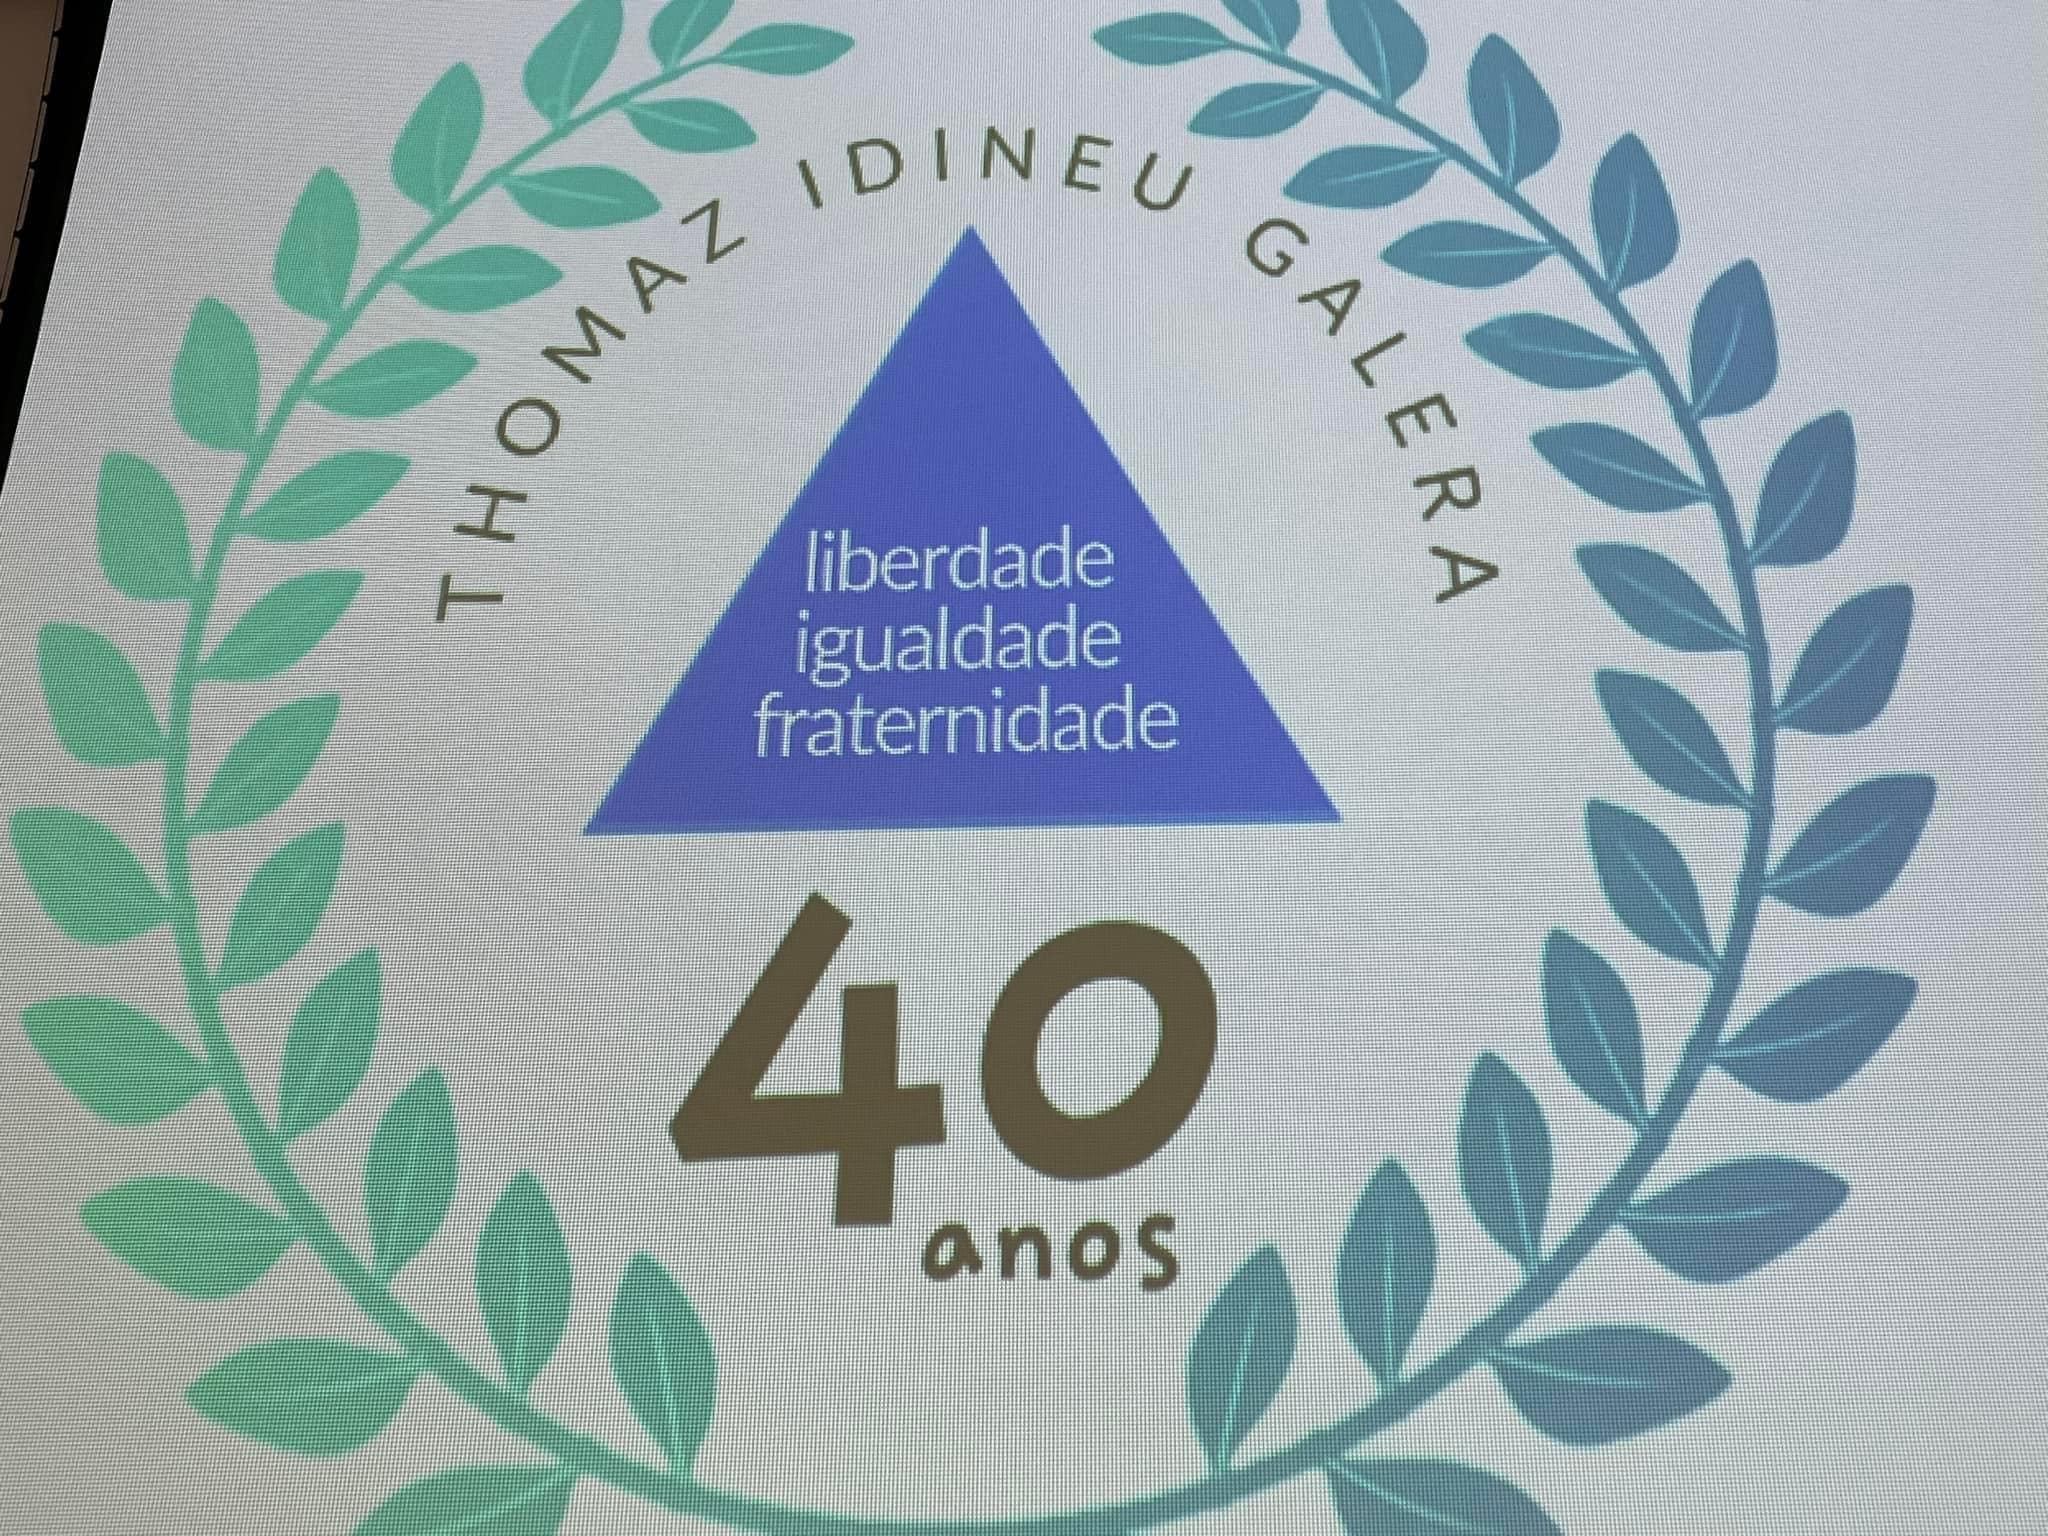 THOMAZ IDINEU GALERA
liberdade
igualdade
fraternidade
40
anos